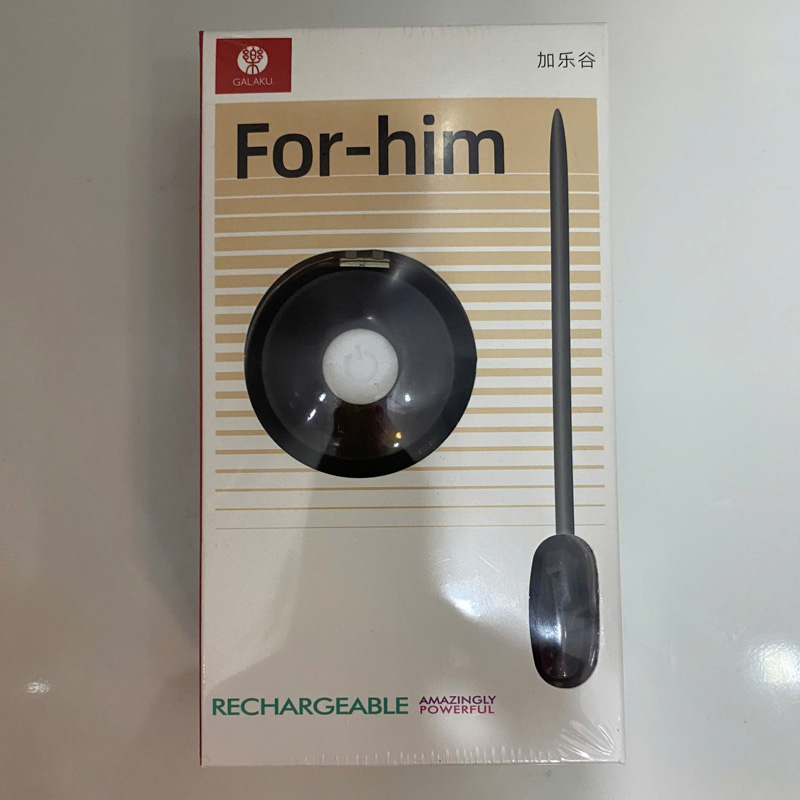 GALAKU
加乐谷
For-him
RECHARGEABLE
AMAZINGLY
POWERFUL